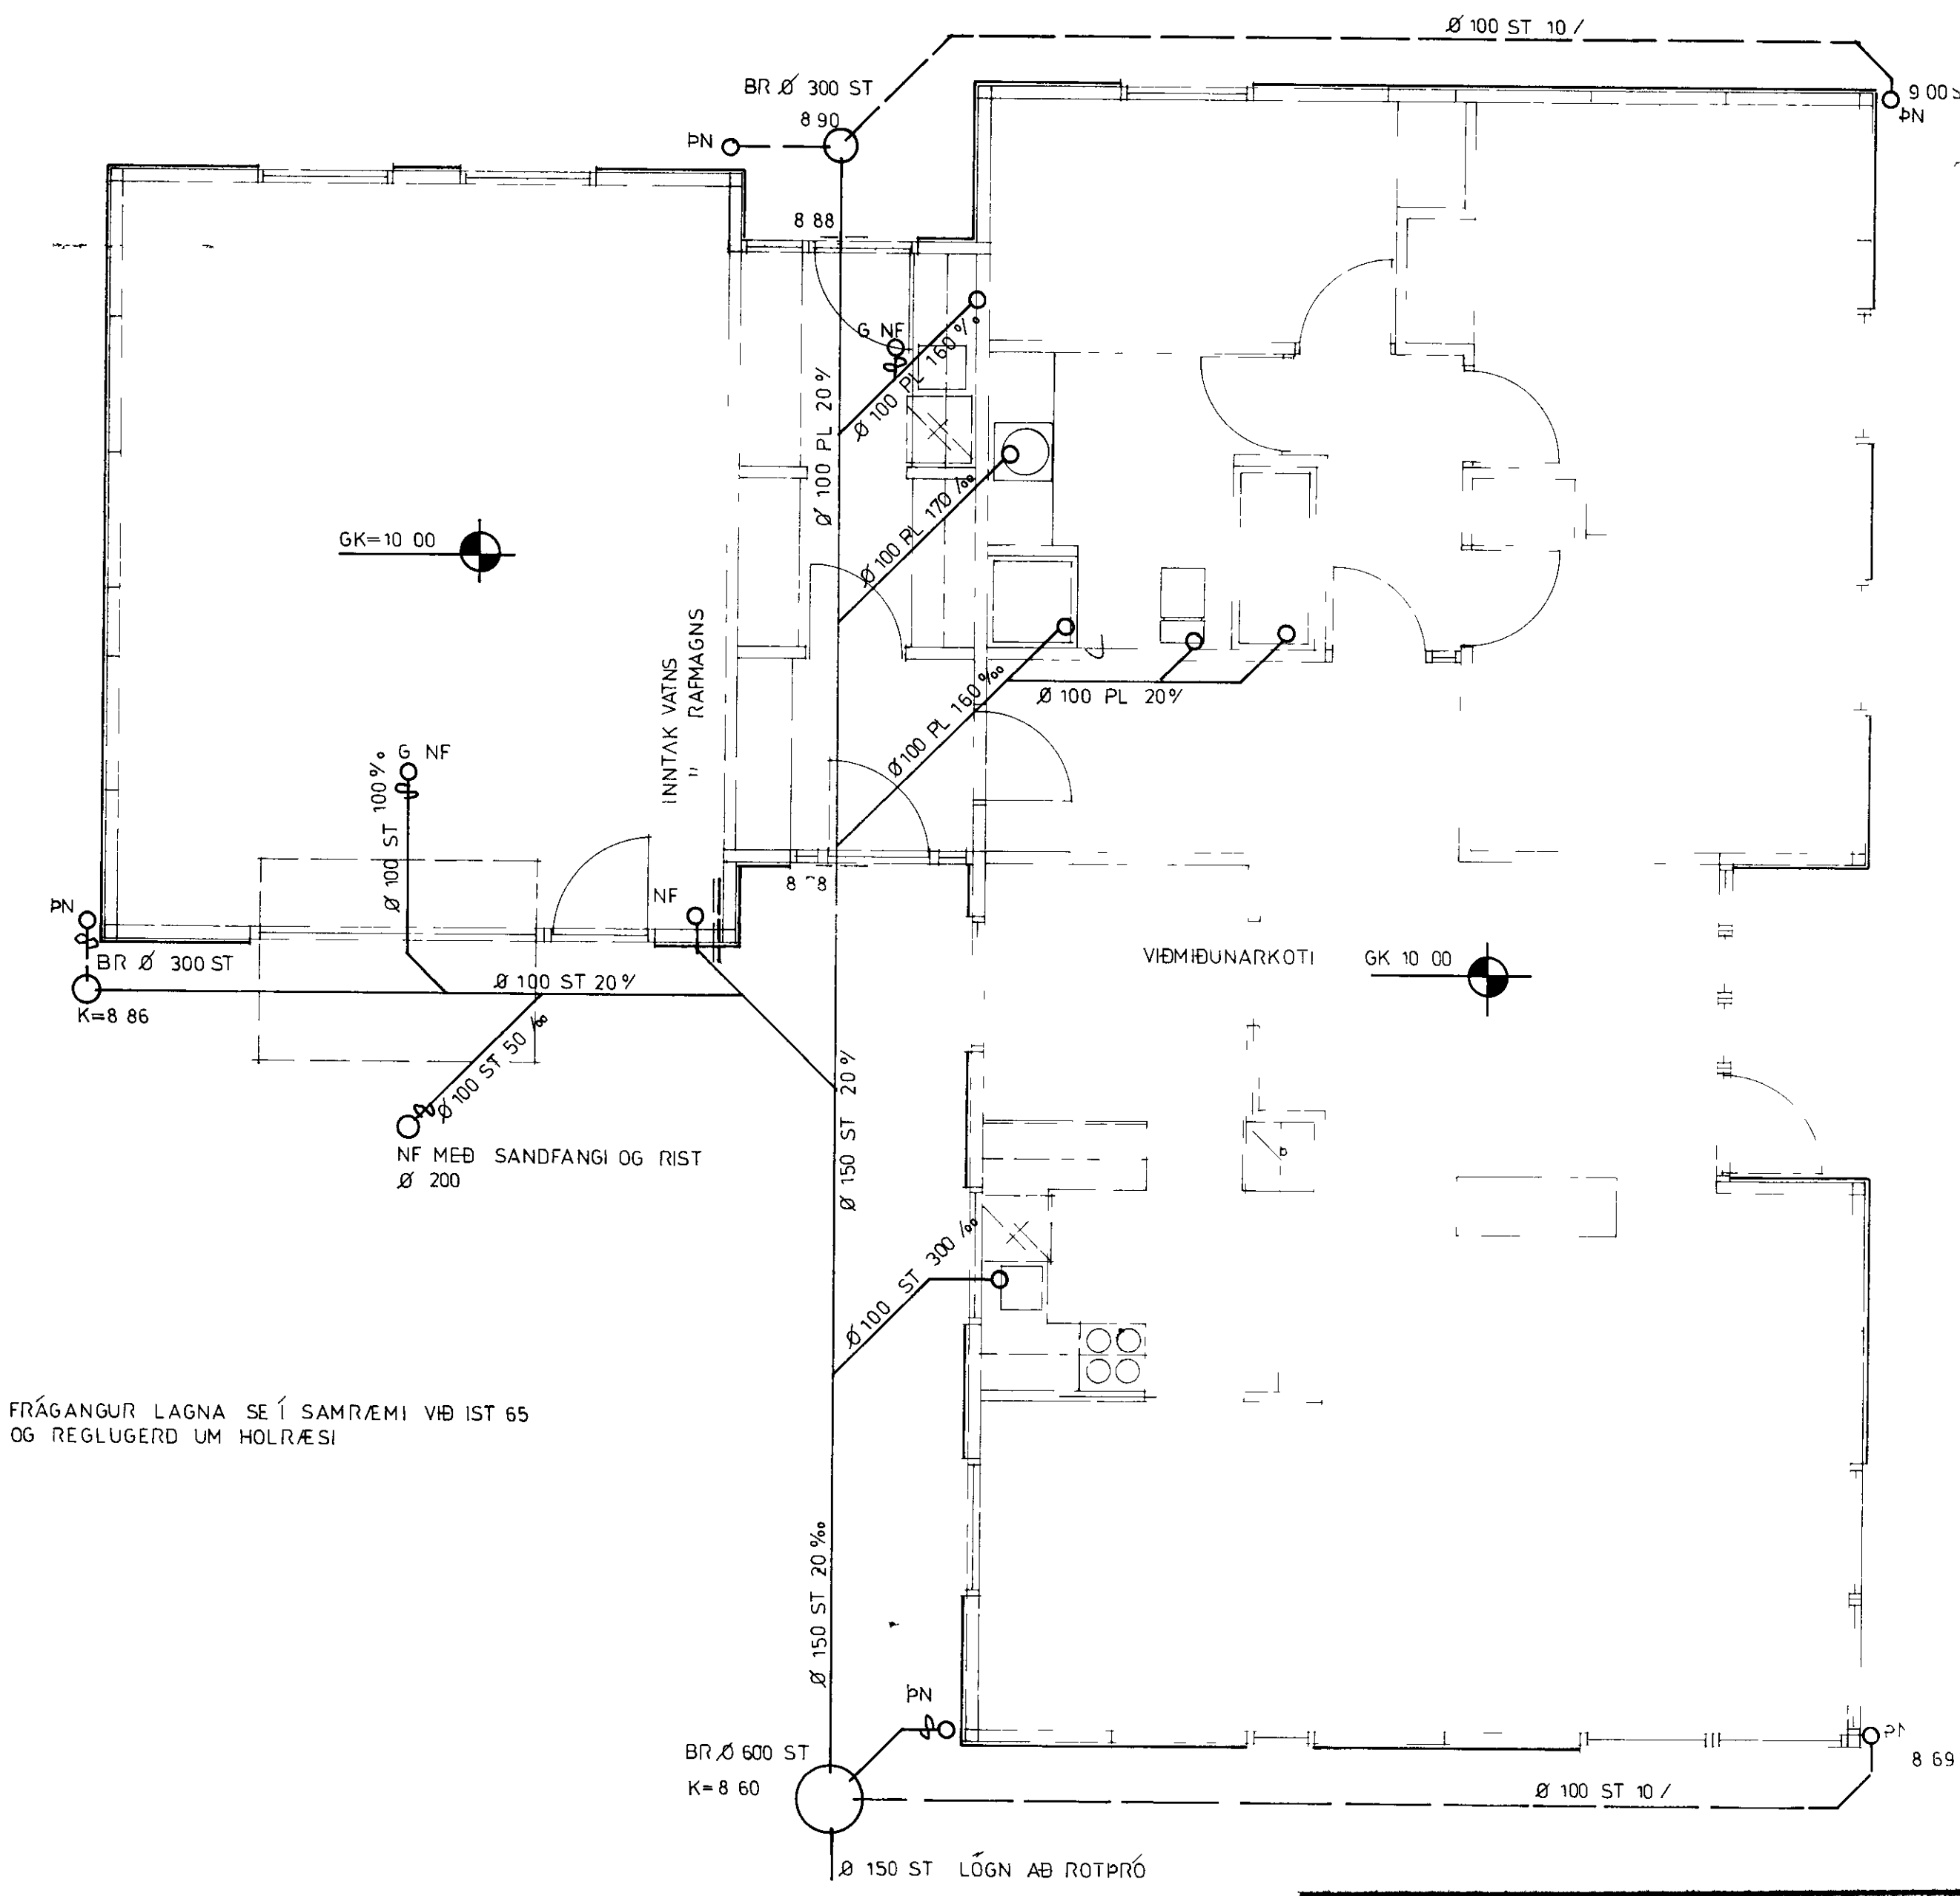 Ø 100 ST 10 /
BR Ø 300 ST
8 90
ÞN
9 00
ÞN
8 88
G NF
Ø 100 PL 160 %
Ø 100 PL 20 %
Ø 100 PL 170 ‰
GK=10 00
INNTAK VATNS
" RAFMAGNS
Ø 100 PL 160 ‰
Ø 100 PL 20%
G NF
Ø 100 ST 100 %
NF
8 8
ÞN
BR Ø 300 ST
K=8 86
Ø 100 ST 20%
Ø 100 ST 50 ‰
NF MEÐ SANDFANGI OG RIST
Ø 200
VIÐMIÐUNARKOTI
GK 10 00
Ø 150 ST 20 %
Ø 100 ST 300 ‰
FRÁGANGUR LAGNA SE Í SAMRÆMI VIÐ IST 65
OG REGLUGERD UM HOLRÆSI
Ø 150 ST 20 ‰
ÞN
BR Ø 600 ST
K= 8 60
8 69
Ø 100 ST 10 /
Ø 150 ST LÖGN AÐ ROTÞRÓ